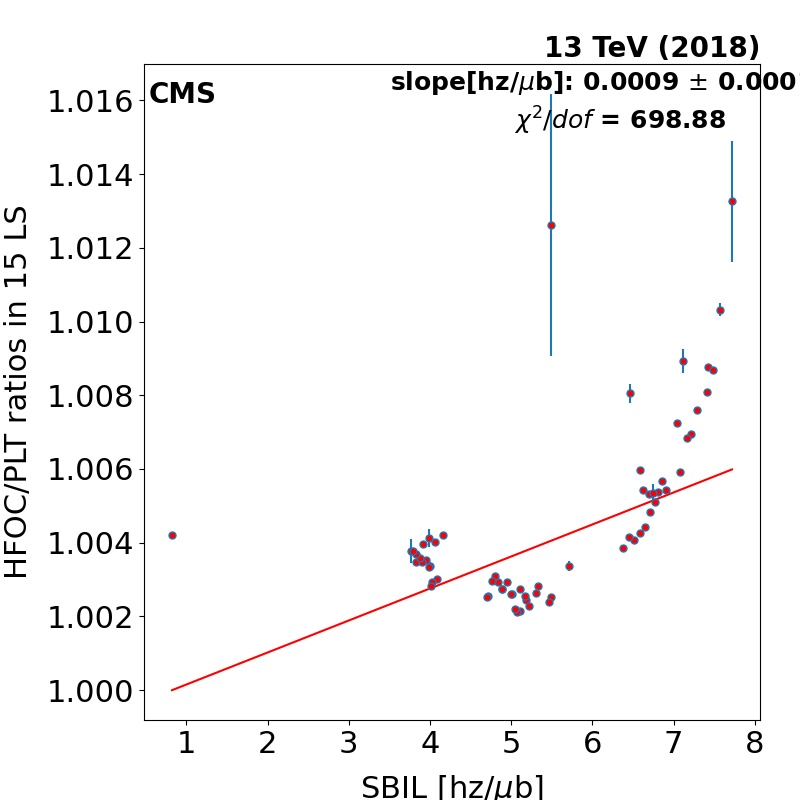 13 TeV (2018)
CMS
slope[hz/μb]: 0.0009 ± 0.000
χ²/dof = 698.88
1.016
1.014
1.012
1.010
1.008
1.006
1.004
1.002
1.000
HFOC/PLT ratios in 15 LS
1 2 3 4 5 6 7 8
SBIL [hz/μb]